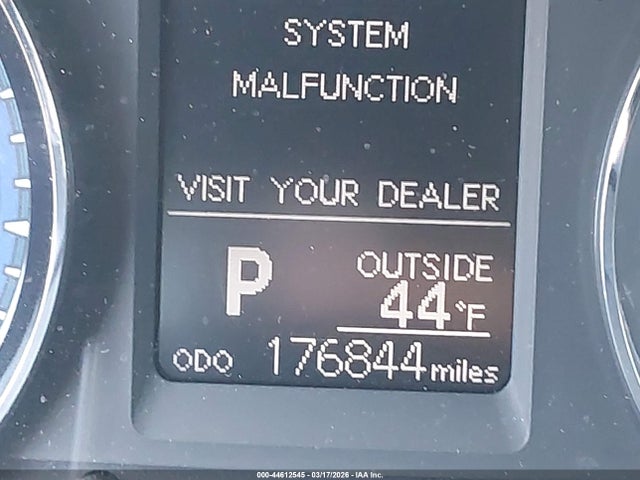 SYSTEM
MALFUNCTION
VISIT YOUR DEALER
P
OUTSIDE
44°F
ODO 176844 miles
000-44612545 - 03/17/2026 - IAA Inc.